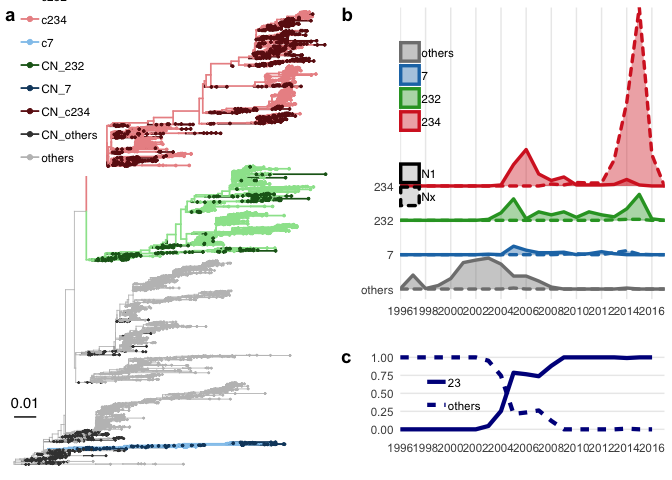 a
c234
c7
CN_232
CN_7
CN_c234
CN_others
others
0.01
b
others
7
232
234
N1
Nx
234
232
7
others
1996 1998 2000 2002 2004 2006 2008 2010 2012 2014 2016
c
1.00
0.75
0.50
0.25
0.00
23
others
1996 1998 2000 2002 2004 2006 2008 2010 2012 2014 2016